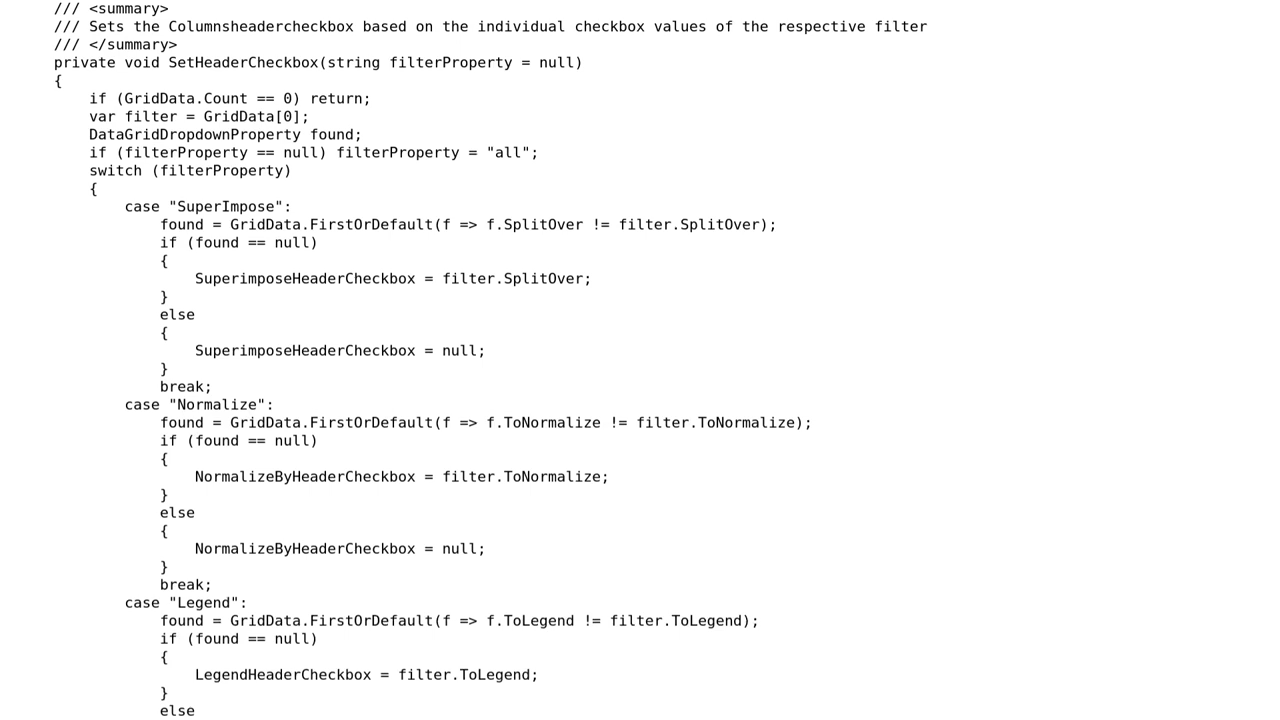 /// <summary>
/// Sets the Columnsheadercheckbox based on the individual checkbox values of the respective filter
/// </summary>
private void SetHeaderCheckbox(string filterProperty = null)
{
    if (GridData.Count == 0) return;
    var filter = GridData[0];
    DataGridDropdownProperty found;
    if (filterProperty == null) filterProperty = "all";
    switch (filterProperty)
    {
        case "SuperImpose":
            found = GridData.FirstOrDefault(f => f.SplitOver != filter.SplitOver);
            if (found == null)
            {
                SuperimposeHeaderCheckbox = filter.SplitOver;
            }
            else
            {
                SuperimposeHeaderCheckbox = null;
            }
            break;
        case "Normalize":
            found = GridData.FirstOrDefault(f => f.ToNormalize != filter.ToNormalize);
            if (found == null)
            {
                NormalizeByHeaderCheckbox = filter.ToNormalize;
            }
            else
            {
                NormalizeByHeaderCheckbox = null;
            }
            break;
        case "Legend":
            found = GridData.FirstOrDefault(f => f.ToLegend != filter.ToLegend);
            if (found == null)
            {
                LegendHeaderCheckbox = filter.ToLegend;
            }
            else